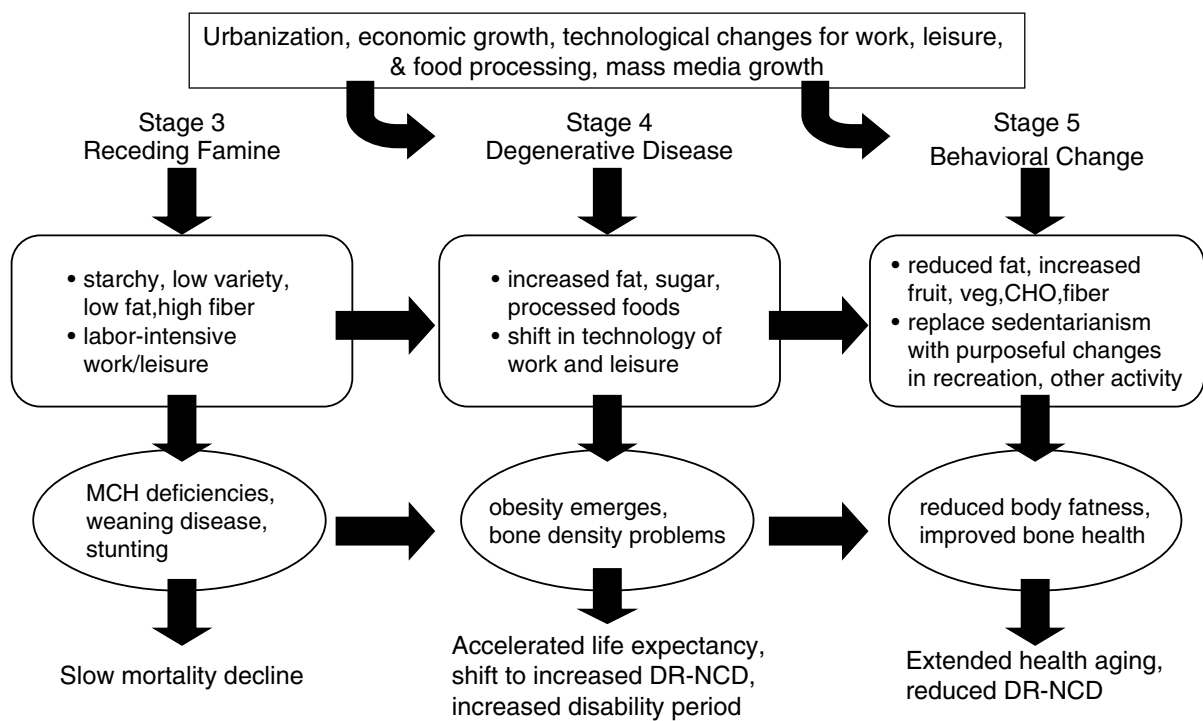 Urbanization, economic growth, technological changes for work, leisure,
& food processing, mass media growth
Stage 3
Receding Famine
Stage 4
Degenerative Disease
Stage 5
Behavioral Change
• starchy, low variety,
low fat,high fiber
• labor-intensive
work/leisure
• increased fat, sugar,
processed foods
• shift in technology of
work and leisure
• reduced fat, increased
fruit, veg,CHO,fiber
• replace sedentarianism
with purposeful changes
in recreation, other activity
MCH deficiencies,
weaning disease,
stunting
obesity emerges,
bone density problems
reduced body fatness,
improved bone health
Slow mortality decline
Accelerated life expectancy,
shift to increased DR-NCD,
increased disability period
Extended health aging,
reduced DR-NCD